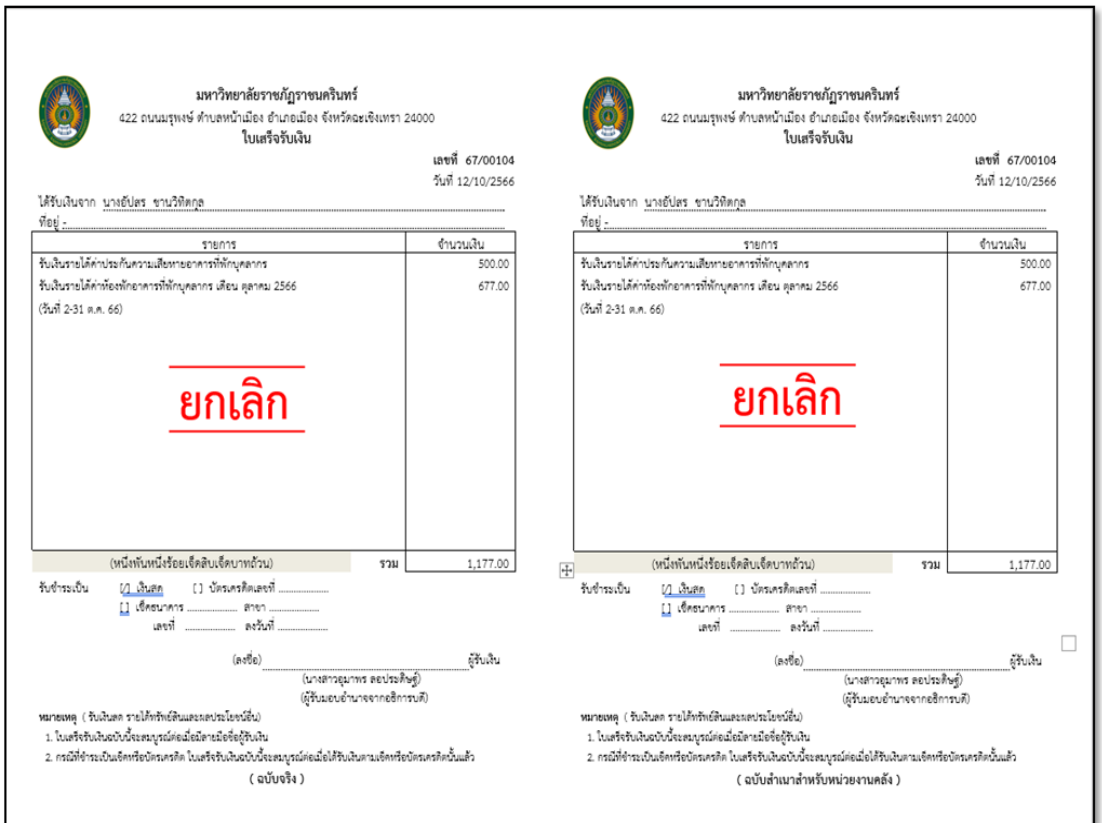 มหาวิทยาลัยราชภัฏราชนครินทร์
422 ถนนมรุพงษ์ ตำบลหน้าเมือง อำเภอเมือง จังหวัดฉะเชิงเทรา 24000
ใบเสร็จรับเงิน
เลขที่ 67/00104
วันที่ 12/10/2566
ได้รับเงินจาก นางอัปสร ชานวิทิตกุล
ที่อยู่ -
รายการ จำนวนเงิน
รับเงินรายได้ค่าประกันความเสียหายอาคารที่พักบุคลากร 500.00
รับเงินรายได้ค่าห้องพักอาคารที่พักบุคลากร เดือน ตุลาคม 2566 677.00
(วันที่ 2-31 ต.ค. 66)
ยกเลิก
(หนึ่งพันหนึ่งร้อยเจ็ดสิบเจ็ดบาทถ้วน) รวม 1,177.00
รับชำระเป็น [/] เงินสด [ ] บัตรเครดิตเลขที่ ....................
[ ] เช็คธนาคาร .................... สาขา ....................
เลขที่ .................... ลงวันที่ ....................
(ลงชื่อ) ผู้รับเงิน
(นางสาวอุมาพร ลอประดิษฐ์)
(ผู้รับมอบอำนาจจากอธิการบดี)
หมายเหตุ ( รับเงินสด รายได้ทรัพย์สินและผลประโยชน์อื่น)
1. ใบเสร็จรับเงินฉบับนี้จะสมบูรณ์ต่อเมื่อมีลายมือชื่อผู้รับเงิน
2. กรณีที่ชำระเป็นเช็คหรือบัตรเครดิต ใบเสร็จรับเงินฉบับนี้จะสมบูรณ์ต่อเมื่อได้รับเงินตามเช็คหรือบัตรเครดิตนั้นแล้ว
( ฉบับจริง )
มหาวิทยาลัยราชภัฏราชนครินทร์
422 ถนนมรุพงษ์ ตำบลหน้าเมือง อำเภอเมือง จังหวัดฉะเชิงเทรา 24000
ใบเสร็จรับเงิน
เลขที่ 67/00104
วันที่ 12/10/2566
ได้รับเงินจาก นางอัปสร ชานวิทิตกุล
ที่อยู่ -
รายการ จำนวนเงิน
รับเงินรายได้ค่าประกันความเสียหายอาคารที่พักบุคลากร 500.00
รับเงินรายได้ค่าห้องพักอาคารที่พักบุคลากร เดือน ตุลาคม 2566 677.00
(วันที่ 2-31 ต.ค. 66)
ยกเลิก
(หนึ่งพันหนึ่งร้อยเจ็ดสิบเจ็ดบาทถ้วน) รวม 1,177.00
รับชำระเป็น [/] เงินสด [ ] บัตรเครดิตเลขที่ ....................
[ ] เช็คธนาคาร .................... สาขา ....................
เลขที่ .................... ลงวันที่ ....................
(ลงชื่อ) ผู้รับเงิน
(นางสาวอุมาพร ลอประดิษฐ์)
(ผู้รับมอบอำนาจจากอธิการบดี)
หมายเหตุ ( รับเงินสด รายได้ทรัพย์สินและผลประโยชน์อื่น)
1. ใบเสร็จรับเงินฉบับนี้จะสมบูรณ์ต่อเมื่อมีลายมือชื่อผู้รับเงิน
2. กรณีที่ชำระเป็นเช็คหรือบัตรเครดิต ใบเสร็จรับเงินฉบับนี้จะสมบูรณ์ต่อเมื่อได้รับเงินตามเช็คหรือบัตรเครดิตนั้นแล้ว
( ฉบับสำเนาสำหรับหน่วยงานคลัง )